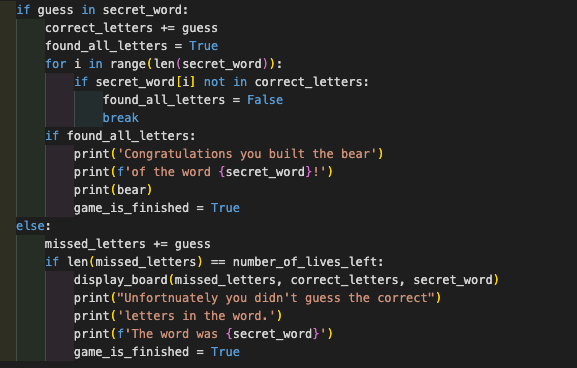 if guess in secret_word:
    correct_letters += guess
    found_all_letters = True
    for i in range(len(secret_word)):
        if secret_word[i] not in correct_letters:
            found_all_letters = False
            break
    if found_all_letters:
        print('Congratulations you built the bear')
        print(f'of the word {secret_word}!')
        print(bear)
        game_is_finished = True
else:
    missed_letters += guess
    if len(missed_letters) == number_of_lives_left:
        display_board(missed_letters, correct_letters, secret_word)
        print("Unfortnuately you didn't guess the correct")
        print('letters in the word.')
        print(f'The word was {secret_word}')
        game_is_finished = True